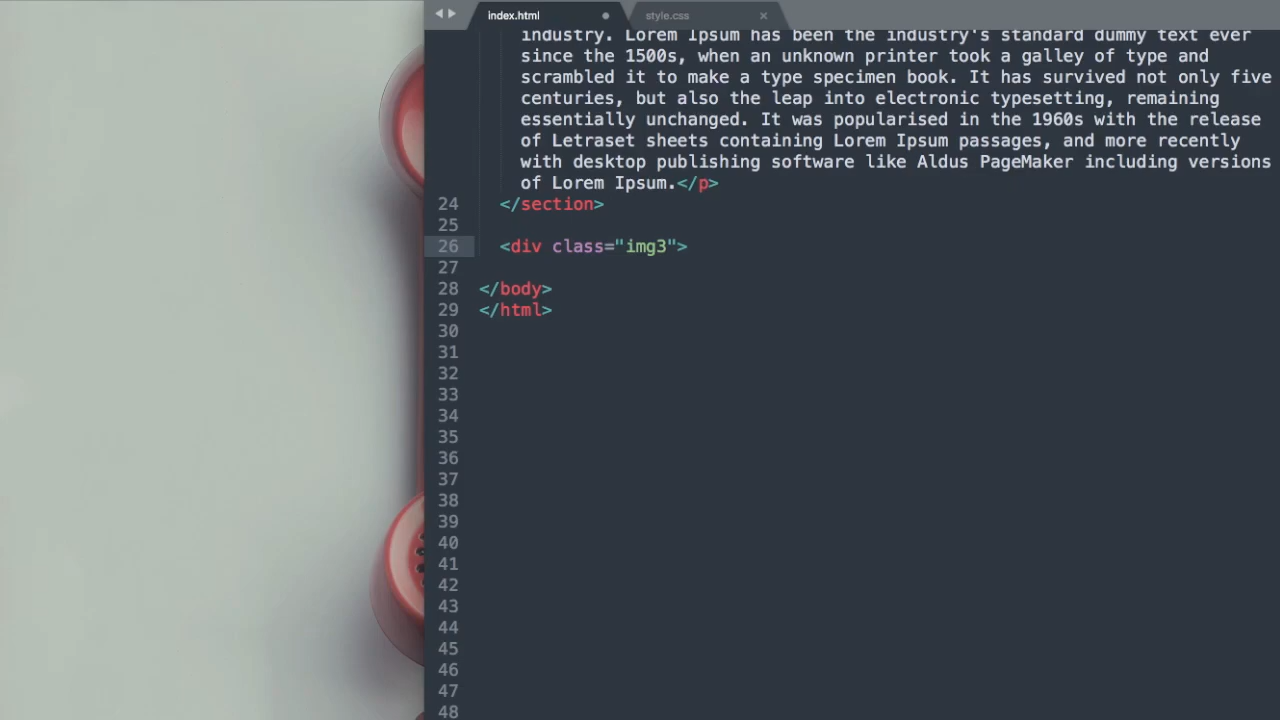 index.html
style.css
industry. Lorem Ipsum has been the industry's standard dummy text ever
since the 1500s, when an unknown printer took a galley of type and
scrambled it to make a type specimen book. It has survived not only five
centuries, but also the leap into electronic typesetting, remaining
essentially unchanged. It was popularised in the 1960s with the release
of Letraset sheets containing Lorem Ipsum passages, and more recently
with desktop publishing software like Aldus PageMaker including versions
of Lorem Ipsum.</p>
24 </section>
25
26 <div class="img3">
27
28 </body>
29 </html>
30
31
32
33
34
35
36
37
38
39
40
41
42
43
44
45
46
47
48